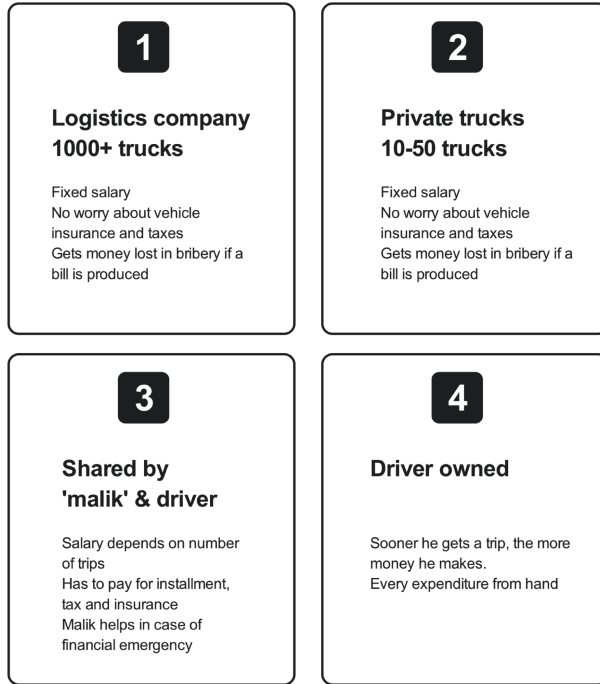 1
Logistics company
1000+ trucks
Fixed salary
No worry about vehicle
insurance and taxes
Gets money lost in bribery if a
bill is produced
2
Private trucks
10-50 trucks
Fixed salary
No worry about vehicle
insurance and taxes
Gets money lost in bribery if a
bill is produced
3
Shared by
'malik' & driver
Salary depends on number
of trips
Has to pay for installment,
tax and insurance
Malik helps in case of
financial emergency
4
Driver owned
Sooner he gets a trip, the more
money he makes.
Every expenditure from hand